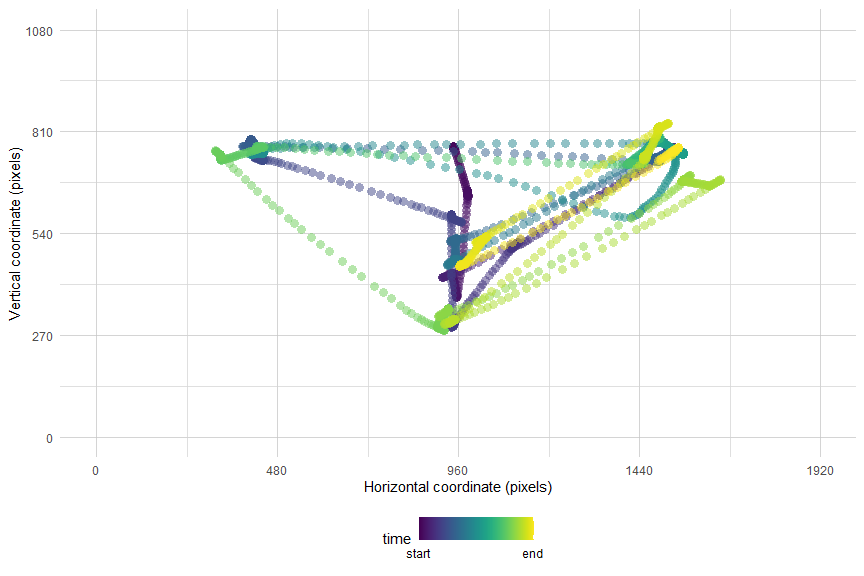 1080
810
540
270
0
Vertical coordinate (pixels)
0 480 960 1440 1920
Horizontal coordinate (pixels)
time
start end